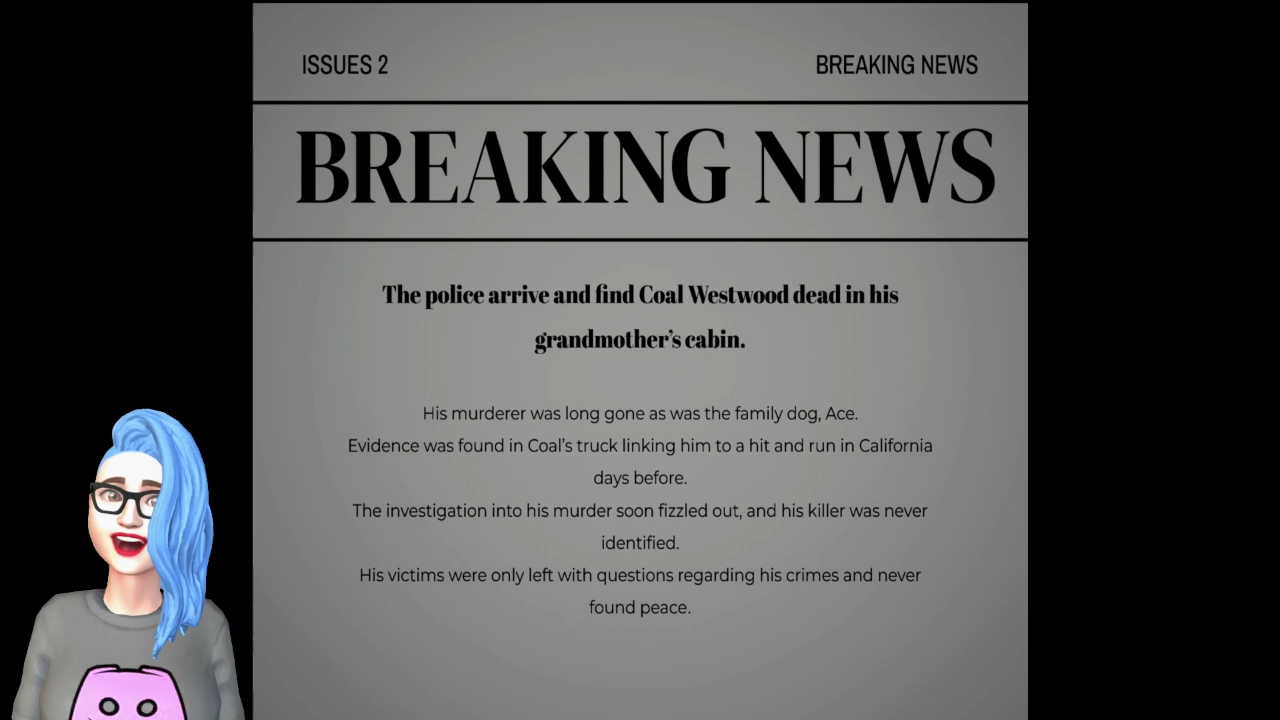 ISSUES 2
BREAKING NEWS
BREAKING NEWS
The police arrive and find Coal Westwood dead in his
grandmother's cabin.
His murderer was long gone as was the family dog, Ace.
Evidence was found in Coal's truck linking him to a hit and run in California
days before.
The investigation into his murder soon fizzled out, and his killer was never
identified.
His victims were only left with questions regarding his crimes and never
found peace.